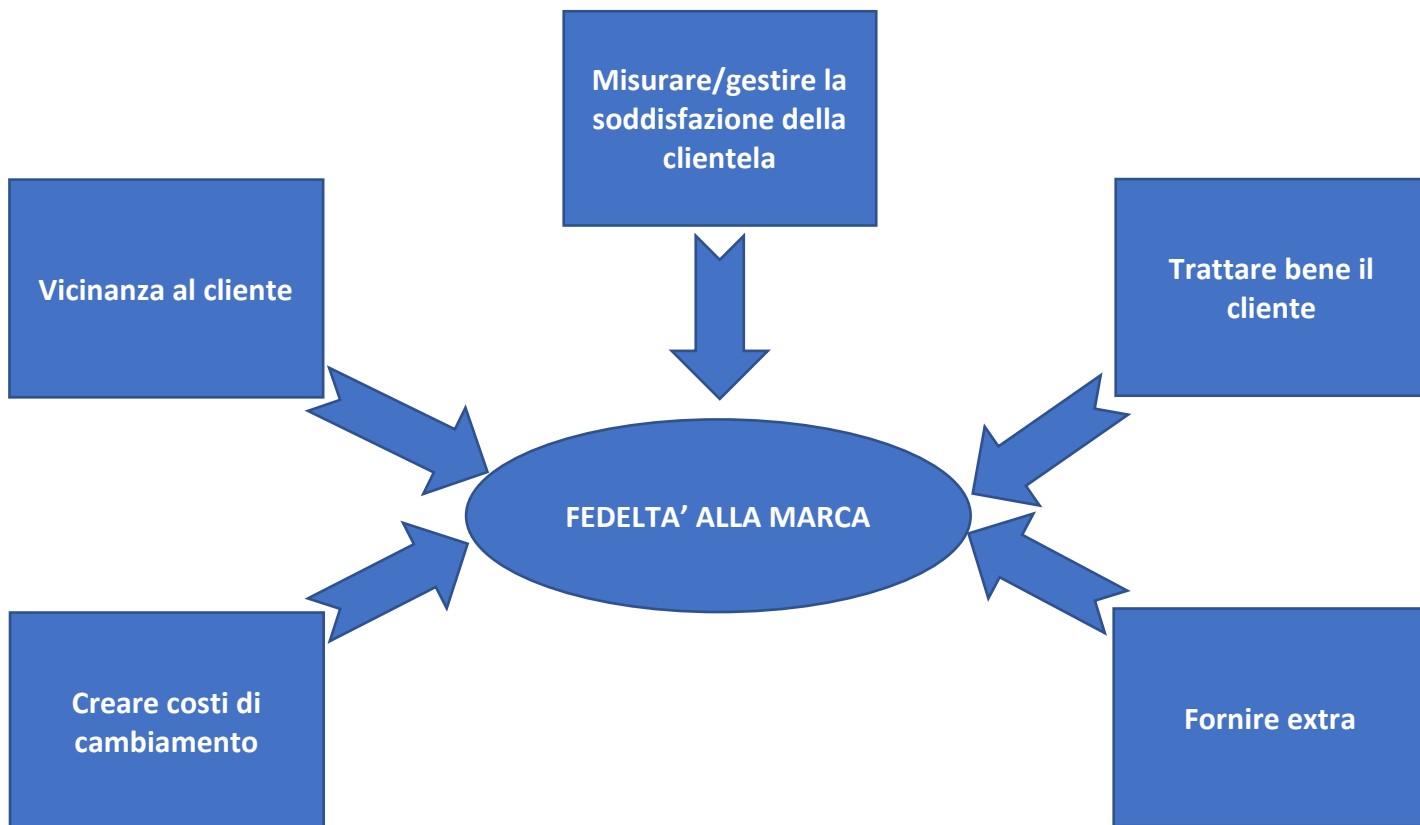 Misurare/gestire la
soddisfazione della
clientela
Vicinanza al cliente
Trattare bene il
cliente
FEDELTA’ ALLA MARCA
Creare costi di
cambiamento
Fornire extra